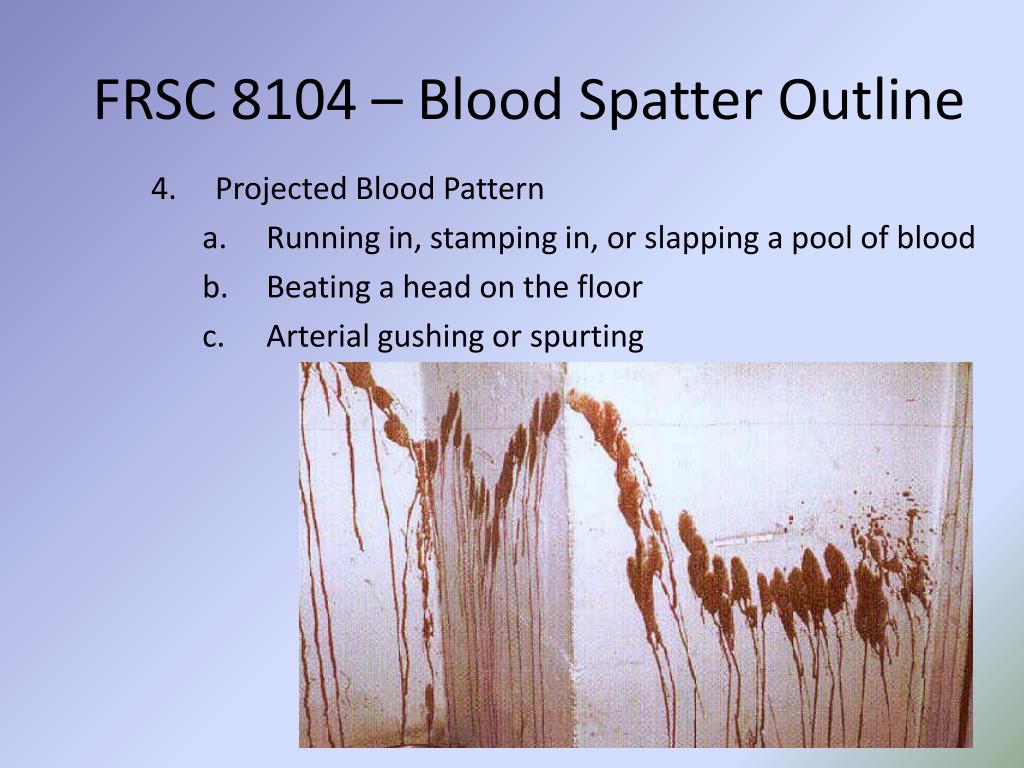 FRSC 8104 – Blood Spatter Outline
4. Projected Blood Pattern
a. Running in, stamping in, or slapping a pool of blood
b. Beating a head on the floor
c. Arterial gushing or spurting